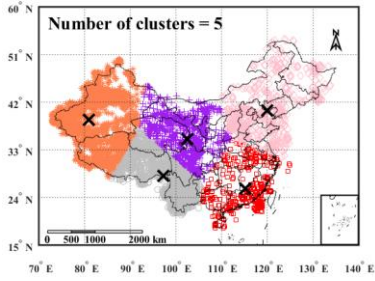 Number of clusters = 5
N
60° N
51° N
42° N
33° N
24° N
15° N
0 500 1000 2000 km
70° E 80° E 90° E 100° E 110° E 120° E 130° E 140° E